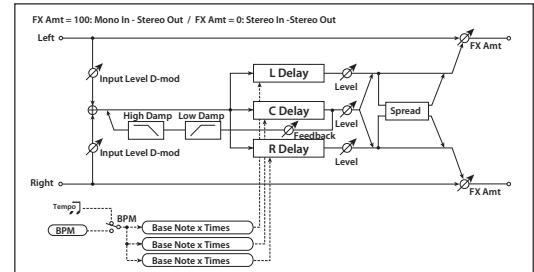 FX Amt = 100: Mono In - Stereo Out / FX Amt = 0: Stereo In -Stereo Out
Left
FX Amt
L Delay
Input Level D-mod
Level
High Damp Low Damp
C Delay
Spread
Level
Feedback
Input Level D-mod
R Delay
Level
Right
FX Amt
Tempo
BPM
BPM
Base Note x Times
Base Note x Times
Base Note x Times